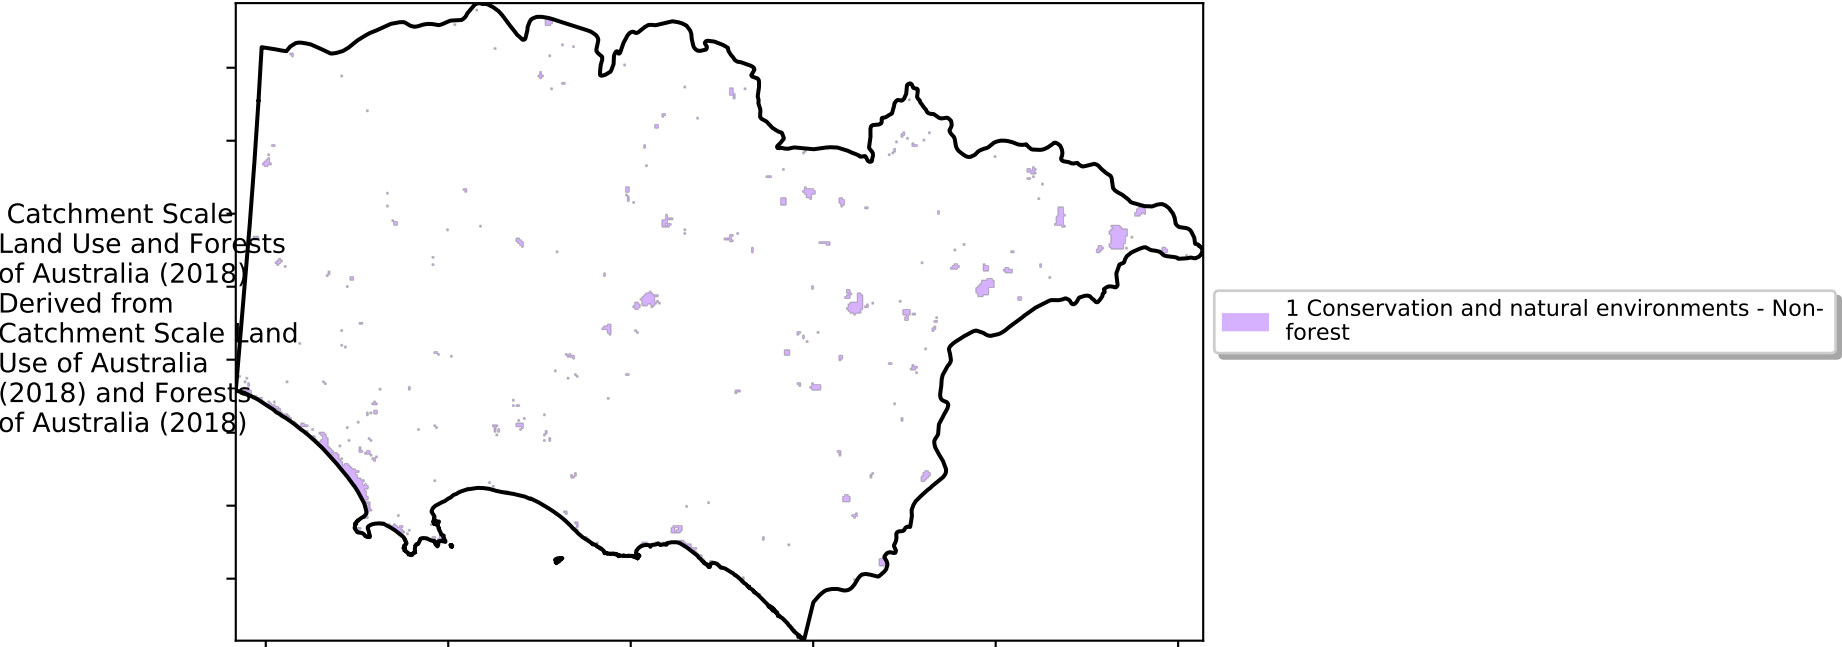 Catchment Scale
Land Use and Forests
of Australia (2018)
Derived from
Catchment Scale Land
Use of Australia
(2018) and Forests
of Australia (2018)
1 Conservation and natural environments - Non-
forest